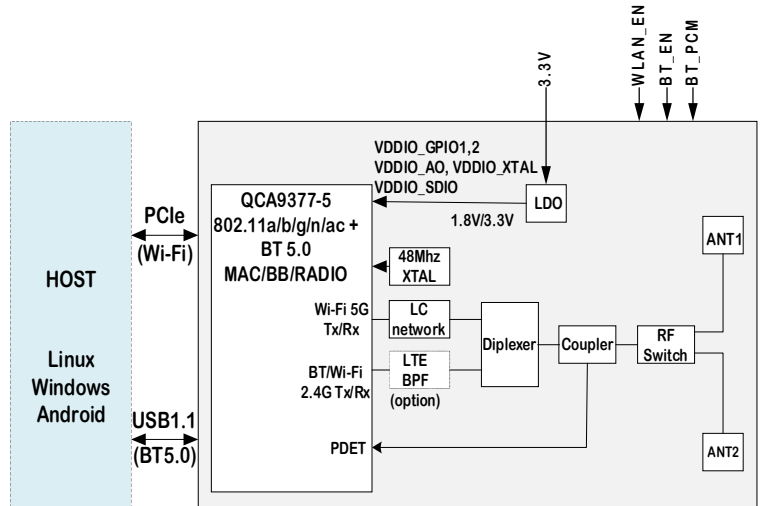 3.3V
WLAN_EN
BT_EN
BT_PCM
VDDIO_GPIO1,2
VDDIO_AO, VDDIO_XTAL
VDDIO_SDIO
LDO
1.8V/3.3V
QCA9377-5
802.11a/b/g/n/ac +
BT 5.0
MAC/BB/RADIO
PCIe
(Wi-Fi)
HOST
Linux
Windows
Android
USB1.1
(BT5.0)
48Mhz
XTAL
Wi-Fi 5G
Tx/Rx
LC
network
BT/Wi-Fi
2.4G Tx/Rx
LTE
BPF
(option)
Diplexer
Coupler
RF
Switch
ANT1
ANT2
PDET